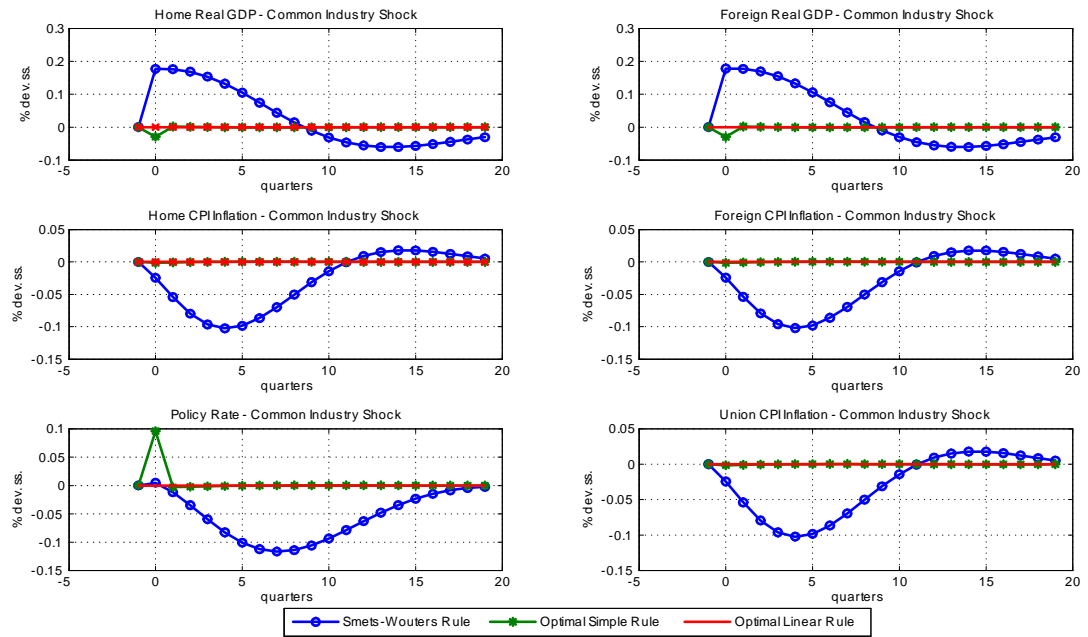 Home Real GDP - Common Industry Shock
0.3
0.2
0.1
0
-0.1
% dev. ss.
-5 0 5 10 15 20
quarters
Foreign Real GDP - Common Industry Shock
0.3
0.2
0.1
0
-0.1
% dev. ss.
-5 0 5 10 15 20
quarters
Home CPI Inflation - Common Industry Shock
0.05
0
-0.05
-0.1
-0.15
% dev. ss.
-5 0 5 10 15 20
quarters
Foreign CPI Inflation - Common Industry Shock
0.05
0
-0.05
-0.1
-0.15
% dev. ss.
-5 0 5 10 15 20
quarters
Policy Rate - Common Industry Shock
0.1
0.05
0
-0.05
-0.1
-0.15
% dev. ss.
-5 0 5 10 15 20
quarters
Union CPI Inflation - Common Industry Shock
0.05
0
-0.05
-0.1
-0.15
% dev. ss.
-5 0 5 10 15 20
quarters
Smets-Wouters Rule Optimal Simple Rule Optimal Linear Rule